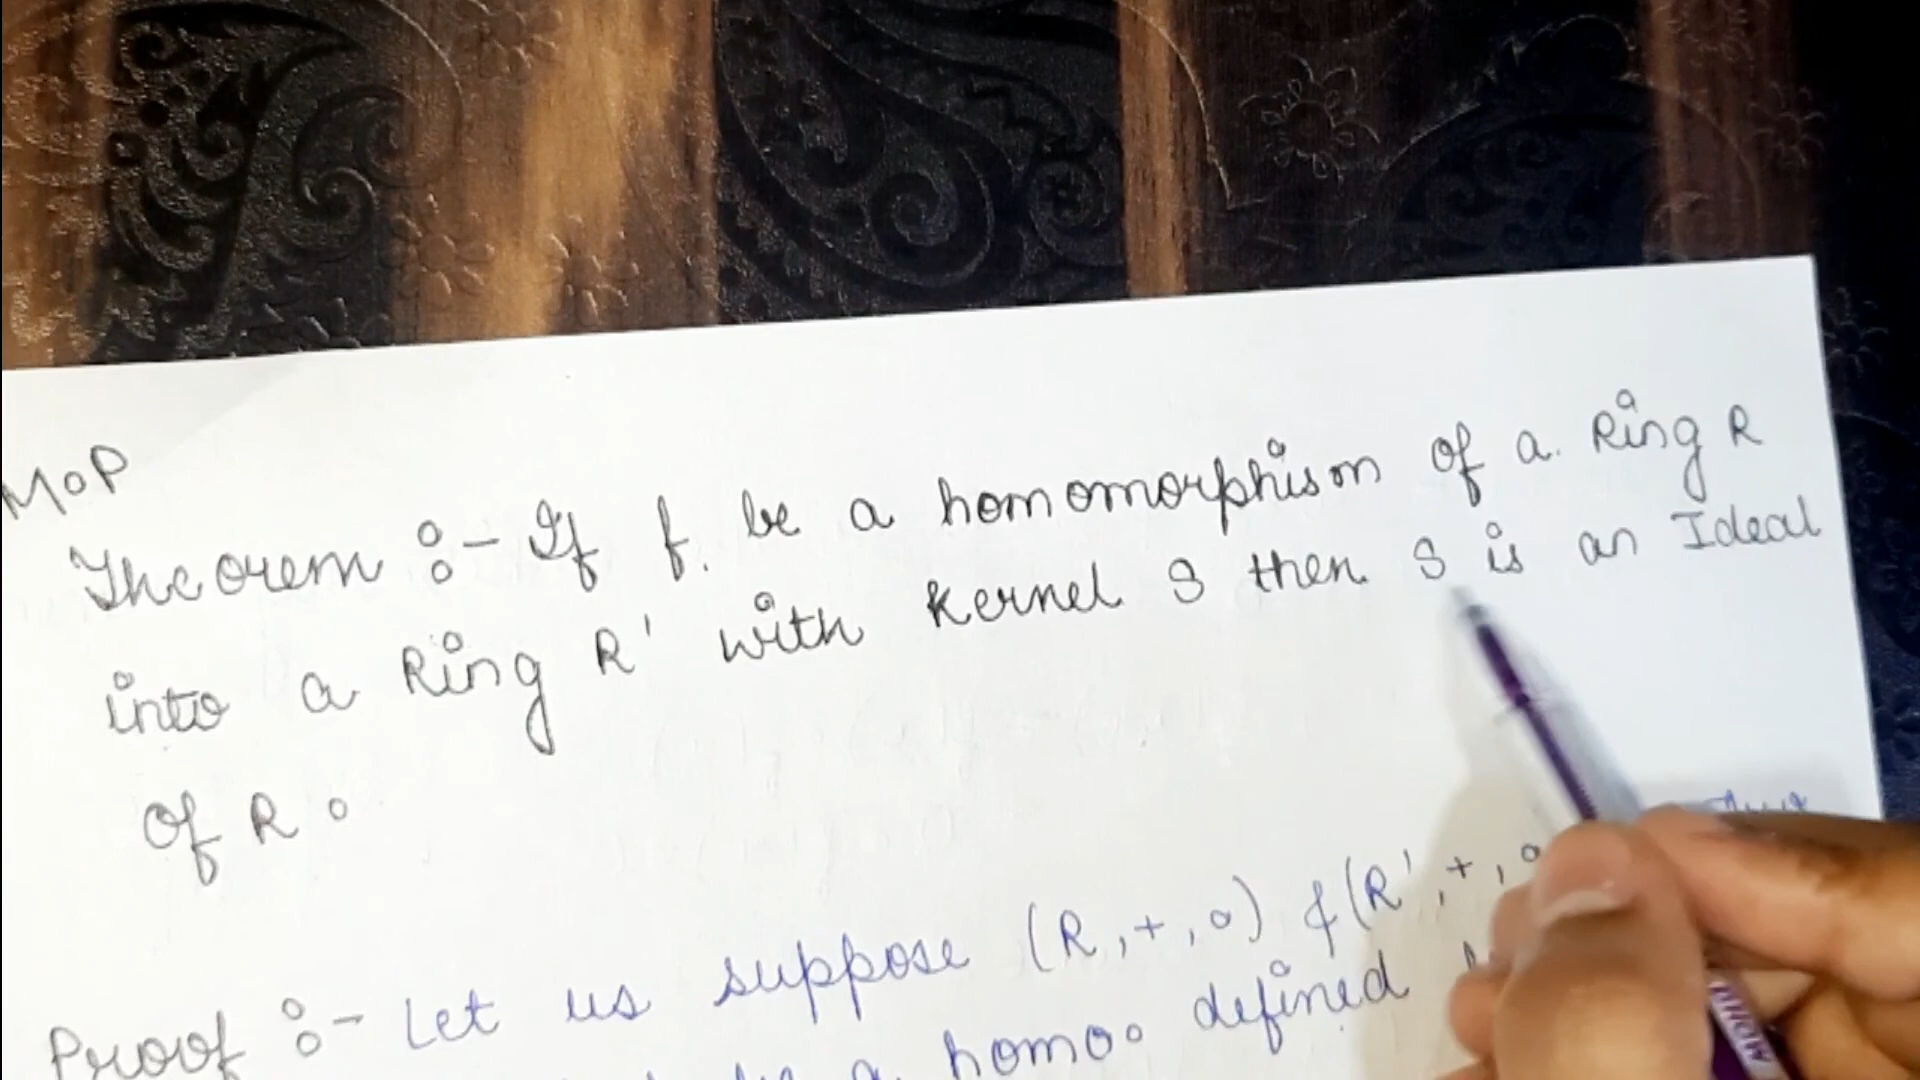 MOP
Theorem :- If f. be a homomorphism of a. Ring R
into a Ring R' with kernel S then S is an Ideal
of R.
Proof :- Let us suppose (R,+,o) & (R',+,o
be a homo. defined